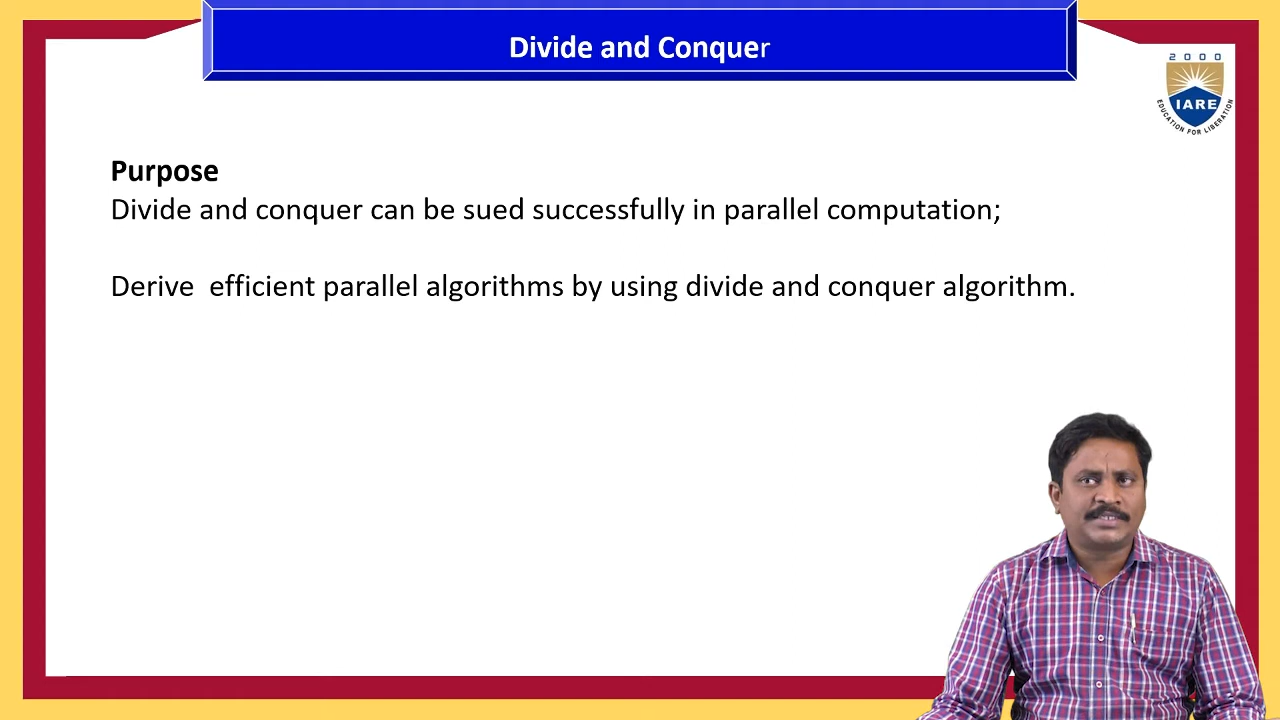 Divide and Conquer
2000
IARE
EDUCATION FOR LIBERATION
Purpose
Divide and conquer can be sued successfully in parallel computation;
Derive efficient parallel algorithms by using divide and conquer algorithm.